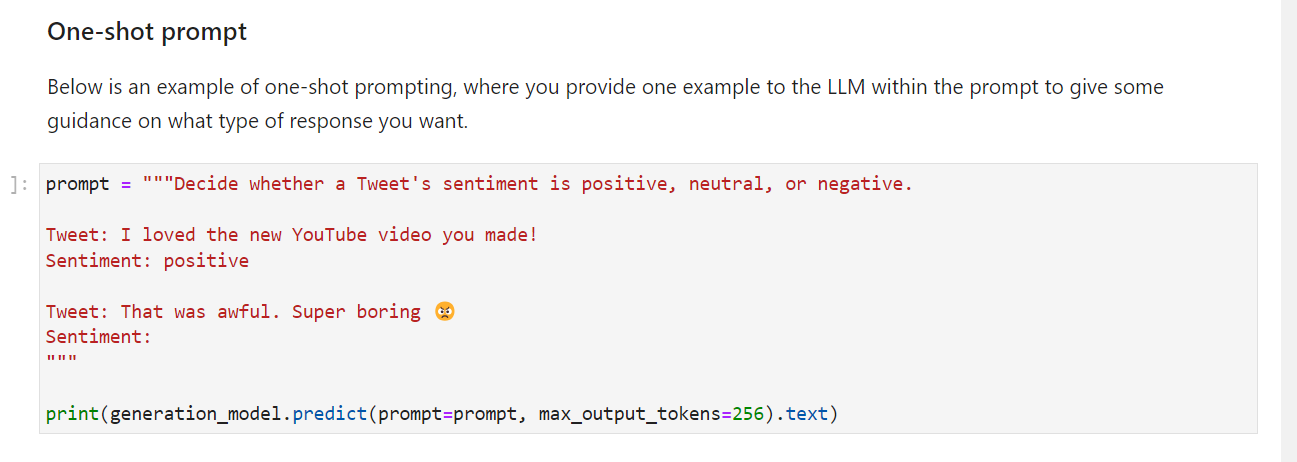 One-shot prompt
Below is an example of one-shot prompting, where you provide one example to the LLM within the prompt to give some
guidance on what type of response you want.
]: prompt = """Decide whether a Tweet's sentiment is positive, neutral, or negative.
Tweet: I loved the new YouTube video you made!
Sentiment: positive
Tweet: That was awful. Super boring 😠
Sentiment:
"""
print(generation_model.predict(prompt=prompt, max_output_tokens=256).text)